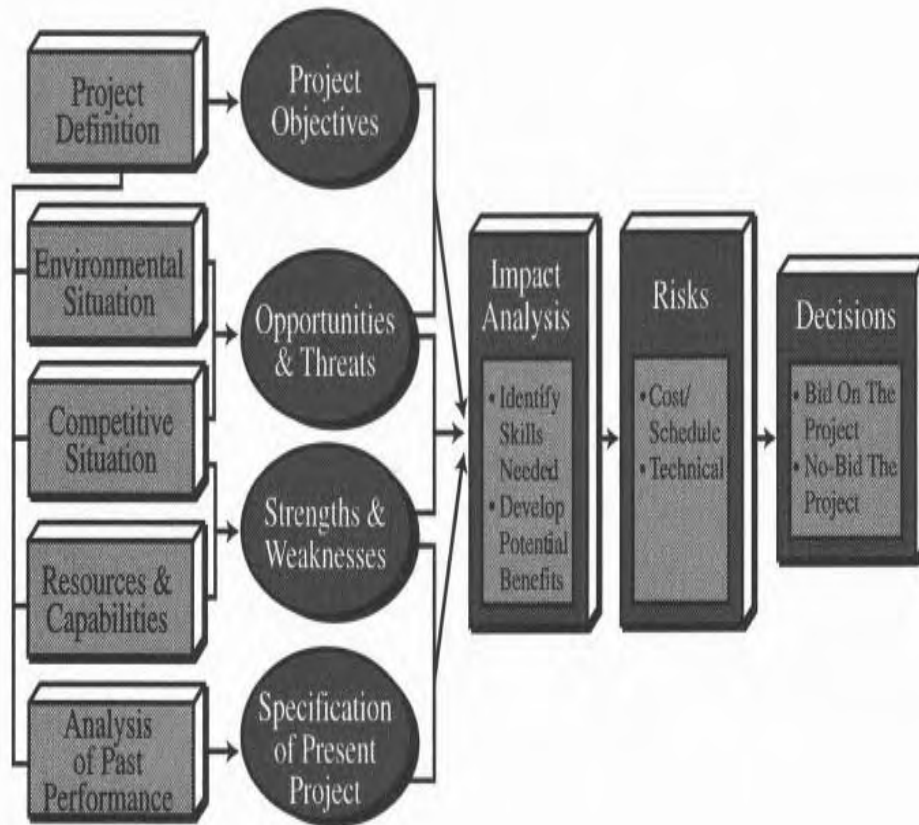 Project
Definition
Project
Objectives
Environmental
Situation
Opportunities
& Threats
Competitive
Situation
Strengths &
Weaknesses
Resources &
Capabilities
Analysis
of Past
Performance
Specification
of Present
Project
Impact
Analysis
• Identify
Skills
Needed
• Develop
Potential
Benefits
Risks
• Cost/
Schedule
• Technical
Decisions
• Bid On The
Project
• No-Bid The
Project